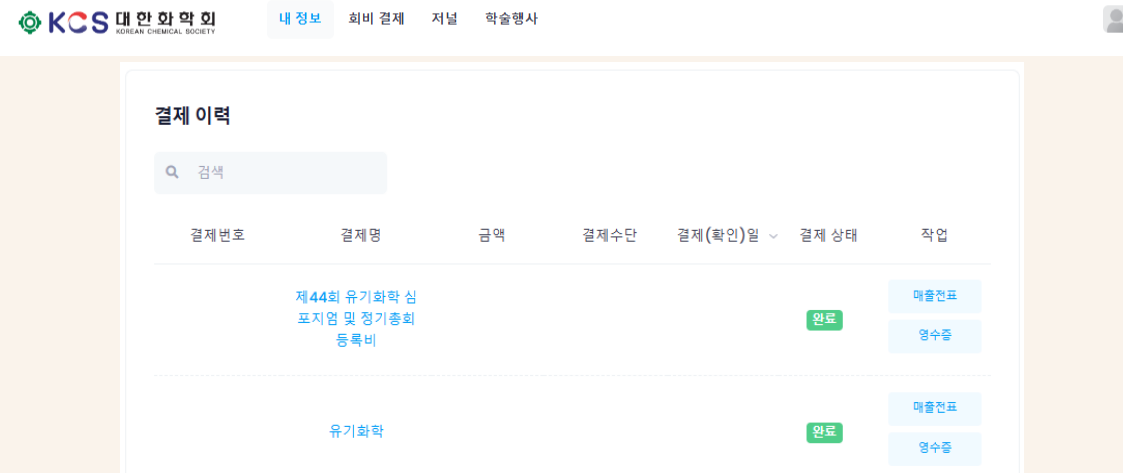 KCS 대한화학회
KOREAN CHEMICAL SOCIETY
내 정보 회비 결제 저널 학술행사
결제 이력
검색
결제번호 결제명 금액 결제수단 결제(확인)일 결제 상태 작업
제44회 유기화학 심
포지엄 및 정기총회
등록비
완료
매출전표
영수증
유기화학
완료
매출전표
영수증